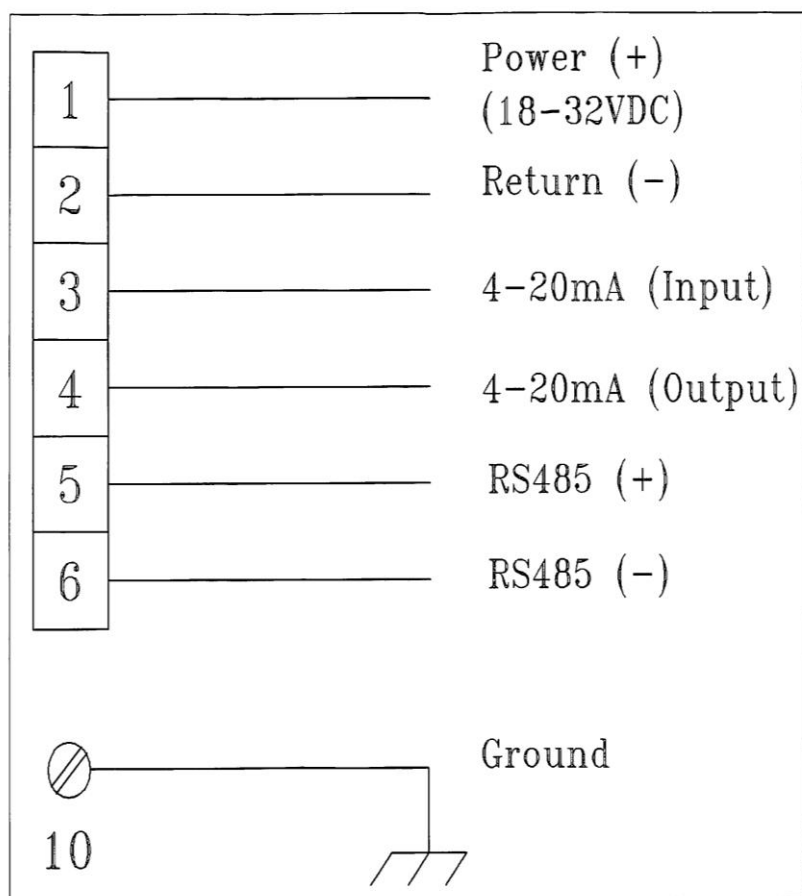 1
Power (+)
(18-32VDC)
2
Return (-)
3
4-20mA (Input)
4
4-20mA (Output)
5
RS485 (+)
6
RS485 (-)
Ground
10